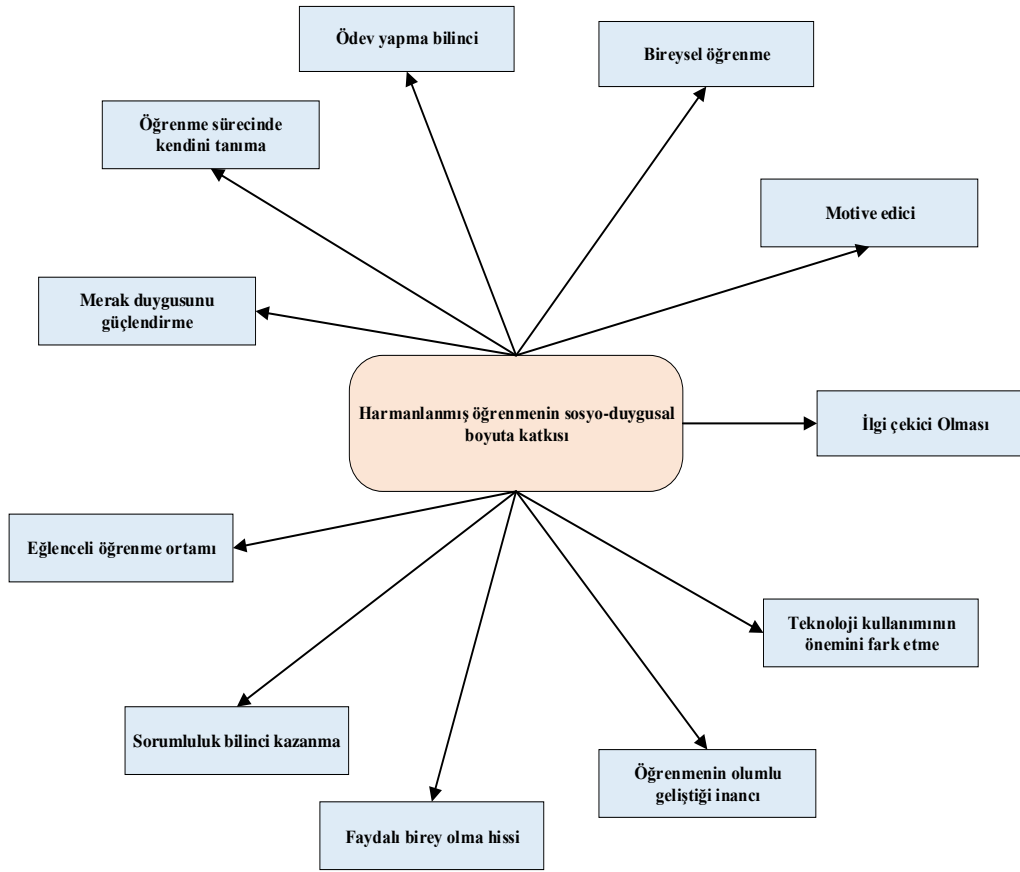 Ödev yapma bilinci
Bireysel öğrenme
Öğrenme sürecinde
kendini tanıma
Motive edici
Merak duygusunu
güçlendirme
Harmanlanmış öğrenmenin sosyo-duygusal
boyuta katkısı
İlgi çekici Olması
Eğlenceli öğrenme ortamı
Teknoloji kullanımının
önemini fark etme
Sorumluluk bilinci kazanma
Öğrenmenin olumlu
geliştiği inancı
Faydalı birey olma hissi